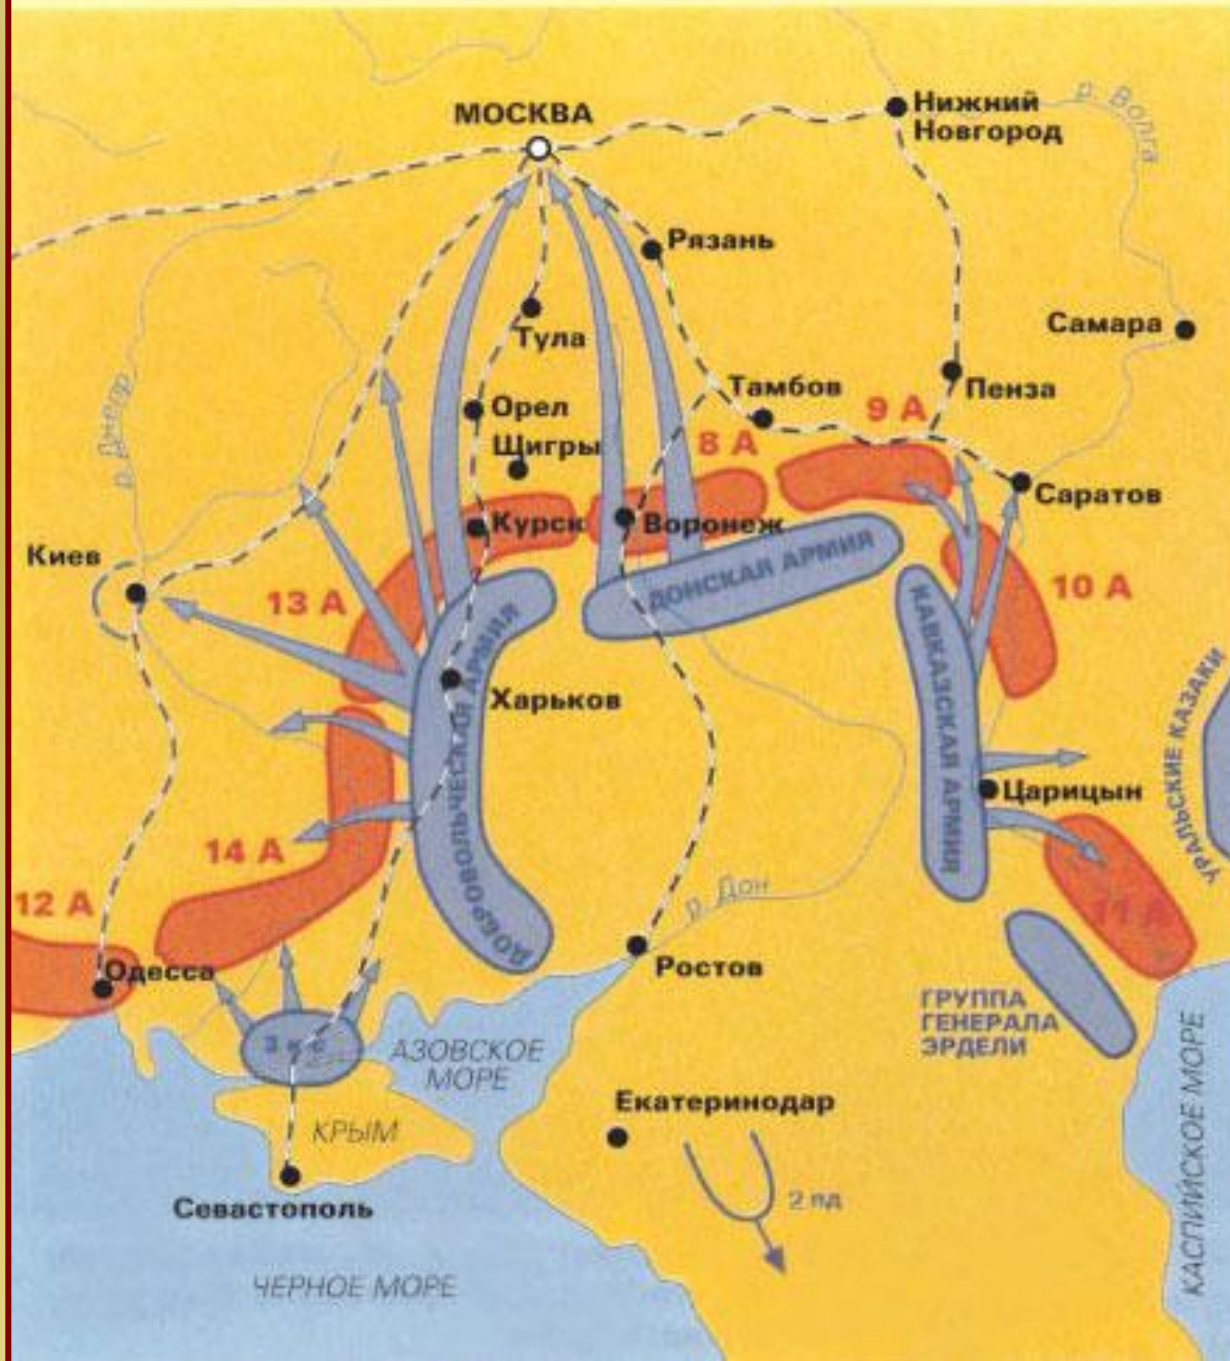 МОСКВА
Нижний
Новгород
р. Волга
Рязань
Тула
Самара
Тамбов
Пенза
9 А
Орел
Щигры
8 А
р. Днепр
Саратов
Курск
Воронеж
Киев
ДОНСКАЯ АРМИЯ
13 А
10 А
КАВКАЗСКАЯ АРМИЯ
ДОБРОВОЛЬЧЕСКАЯ АРМИЯ
Харьков
УРАЛЬСКИЕ КАЗАКИ
Царицын
14 А
12 А
р. Дон
11 А
Одесса
Ростов
ГРУППА
ГЕНЕРАЛА
ЭРДЕЛИ
АЗОВСКОЕ
МОРЕ
Екатеринодар
КРЫМ
2 пд
Севастополь
ЧЕРНОЕ МОРЕ
КАСПИЙСКОЕ МОРЕ